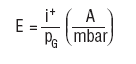 E = i⁺/p_G (A/mbar)